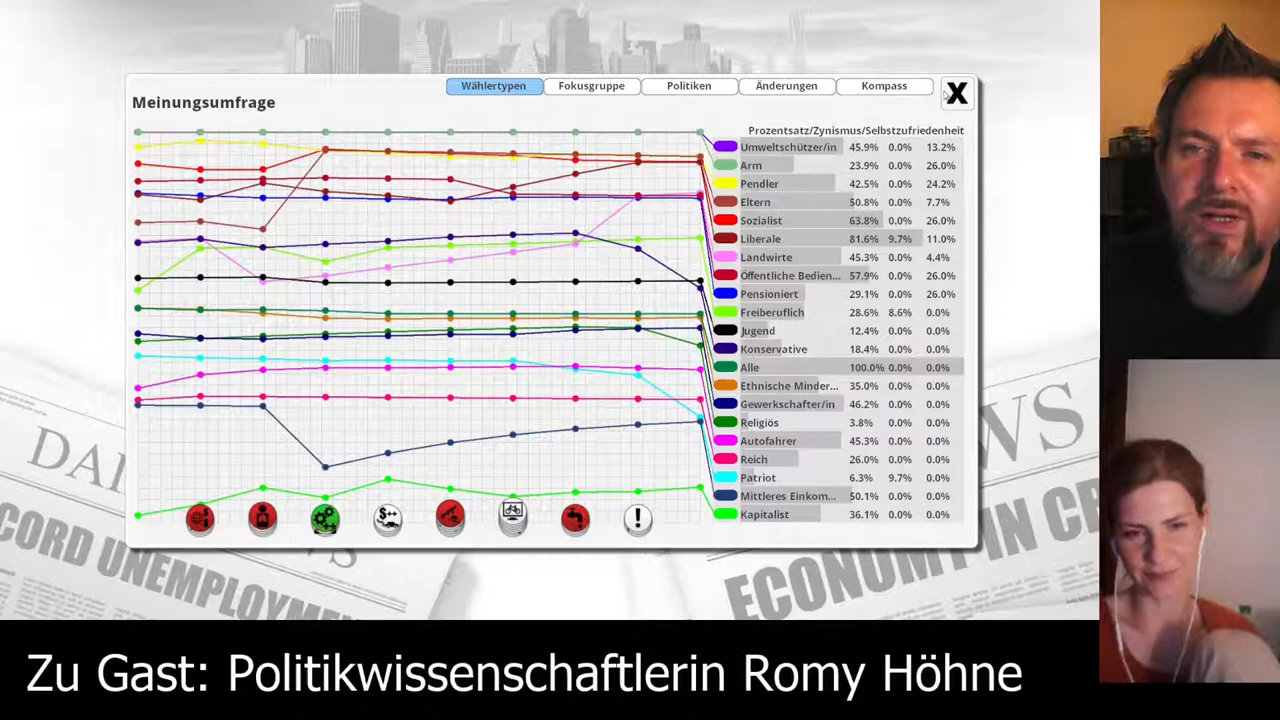 Wählertypen
Fokusgruppe
Politiken
Änderungen
Kompass
X
Meinungsumfrage
Prozentsatz/Zynismus/Selbstzufriedenheit
Umweltschützer/in 45.9% 0.0% 13.2%
Arm 23.9% 0.0% 26.0%
Pendler 42.5% 0.0% 24.2%
Eltern 50.8% 0.0% 7.7%
Sozialist 63.8% 0.0% 26.0%
Liberale 81.6% 9.7% 11.0%
Landwirte 45.3% 0.0% 4.4%
Öffentliche Bedien... 57.9% 0.0% 26.0%
Pensioniert 29.1% 0.0% 26.0%
Freiberuflich 28.6% 8.6% 0.0%
Jugend 12.4% 0.0% 0.0%
Konservative 18.4% 0.0% 0.0%
Alle 100.0% 0.0% 0.0%
Ethnische Minder... 35.0% 0.0% 0.0%
Gewerkschafter/in 46.2% 0.0% 0.0%
Religiös 3.8% 0.0% 0.0%
Autofahrer 45.3% 0.0% 0.0%
Reich 26.0% 0.0% 0.0%
Patriot 6.3% 9.7% 0.0%
Mittleres Einkom... 50.1% 0.0% 0.0%
Kapitalist 36.1% 0.0% 0.0%
$++
!
DAI
CORD UNEMPLOYME
WS
ECONOMY IN CR
Zu Gast: Politikwissenschaftlerin Romy Höhne